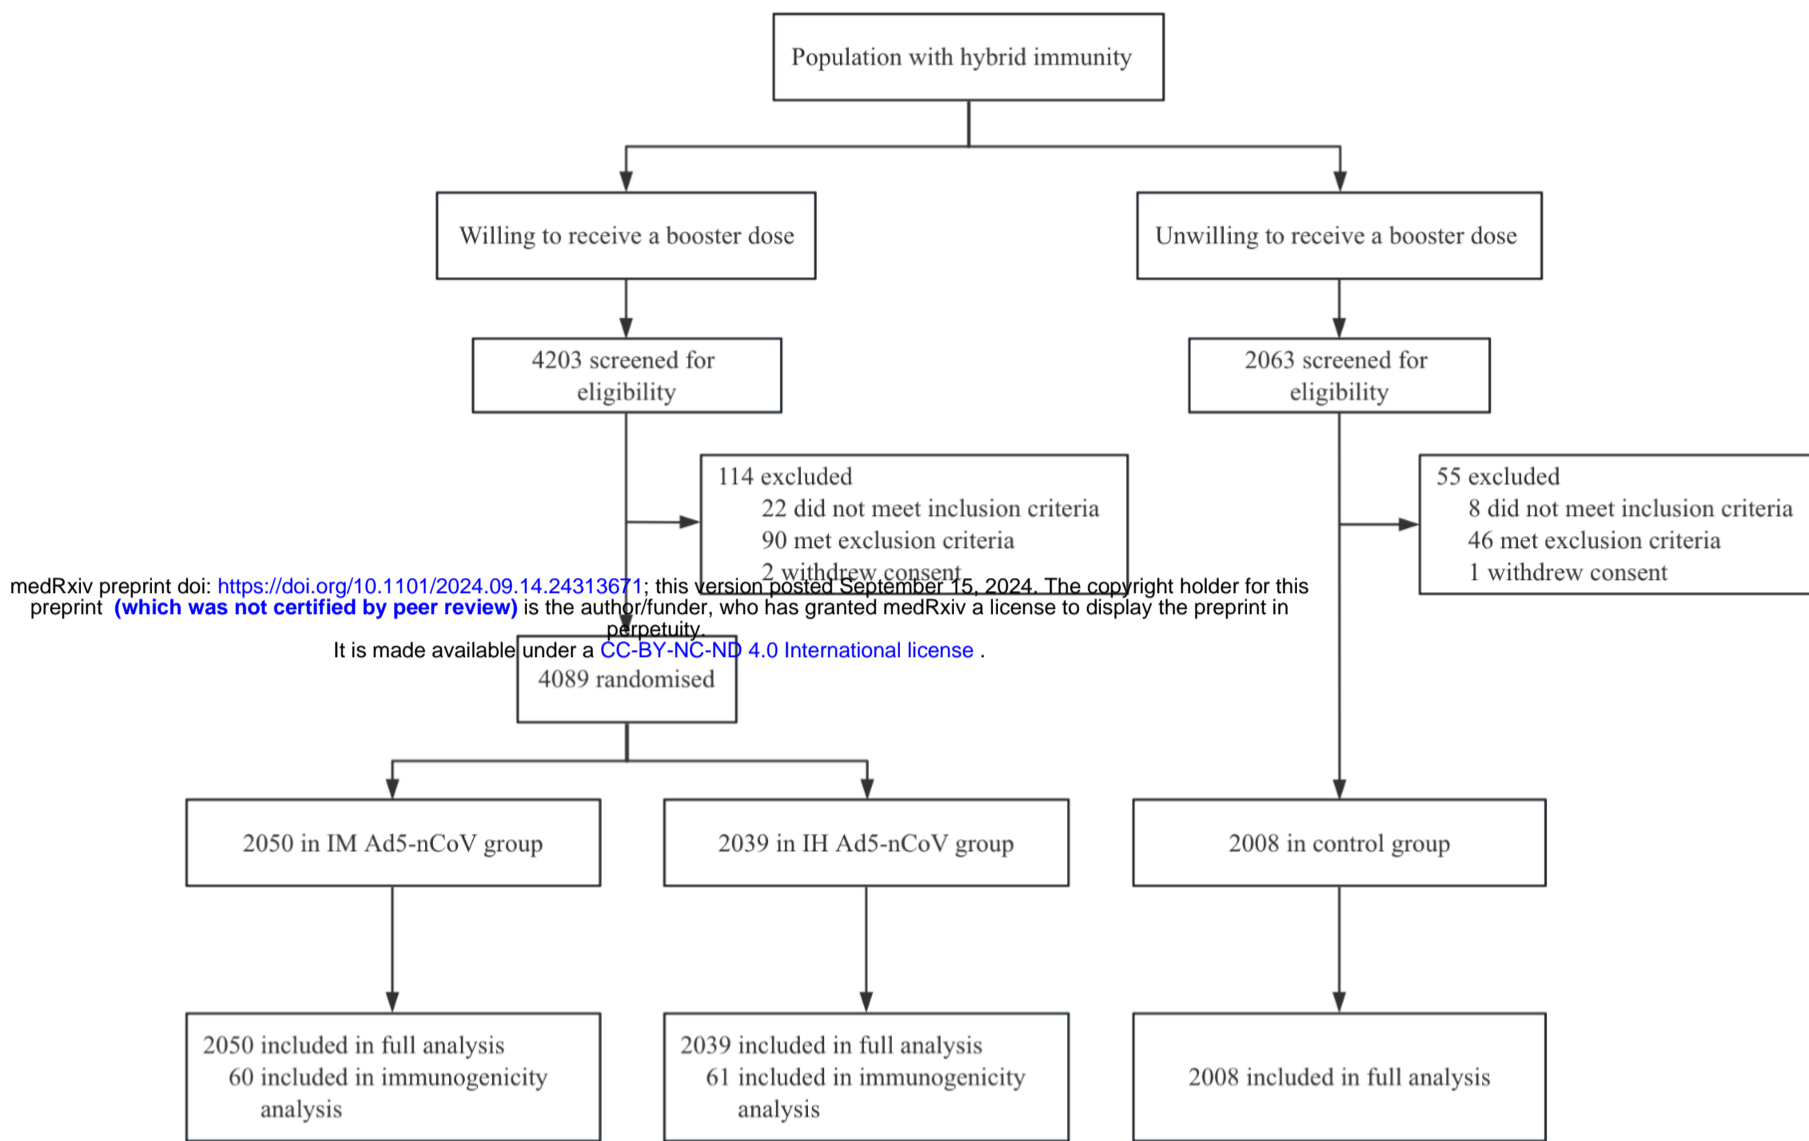 Population with hybrid immunity
Willing to receive a booster dose
Unwilling to receive a booster dose
4203 screened for
eligibility
2063 screened for
eligibility
114 excluded
22 did not meet inclusion criteria
90 met exclusion criteria
2 withdrew consent
55 excluded
8 did not meet inclusion criteria
46 met exclusion criteria
1 withdrew consent
medRxiv preprint doi: https://doi.org/10.1101/2024.09.14.24313671; this version posted September 15, 2024. The copyright holder for this
preprint (which was not certified by peer review) is the author/funder, who has granted medRxiv a license to display the preprint in
perpetuity.
It is made available under a CC-BY-NC-ND 4.0 International license .
4089 randomised
2050 in IM Ad5-nCoV group
2039 in IH Ad5-nCoV group
2008 in control group
2050 included in full analysis
60 included in immunogenicity
analysis
2039 included in full analysis
61 included in immunogenicity
analysis
2008 included in full analysis